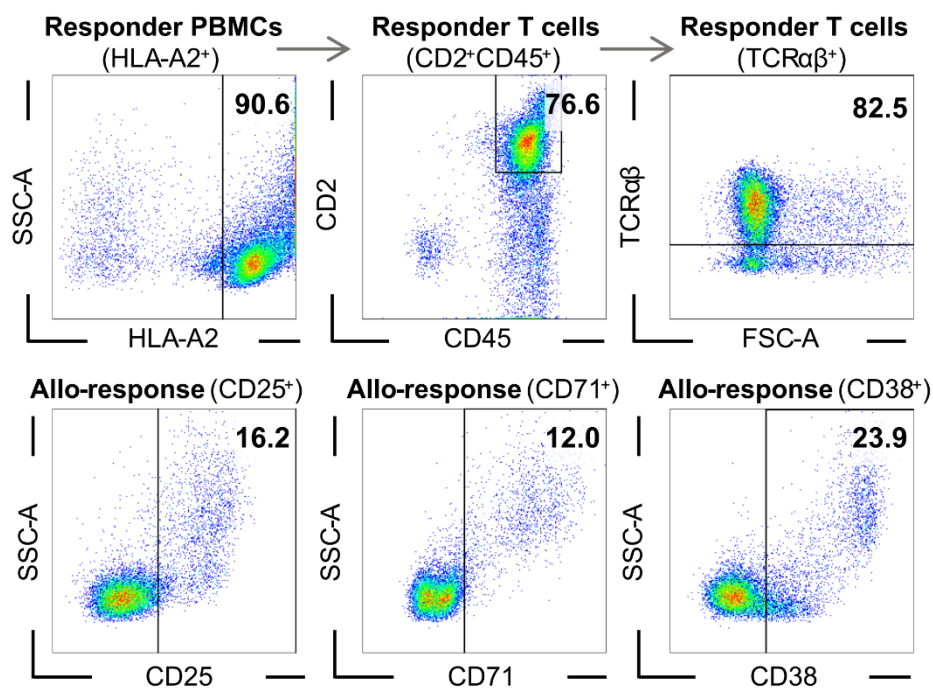 Responder PBMCs
(HLA-A2⁺)
Responder T cells
(CD2⁺CD45⁺)
Responder T cells
(TCRαβ⁺)
90.6
SSC-A
HLA-A2
76.6
CD2
CD45
82.5
TCRαβ
FSC-A
Allo-response (CD25⁺)
16.2
SSC-A
CD25
Allo-response (CD71⁺)
12.0
SSC-A
CD71
Allo-response (CD38⁺)
23.9
SSC-A
CD38